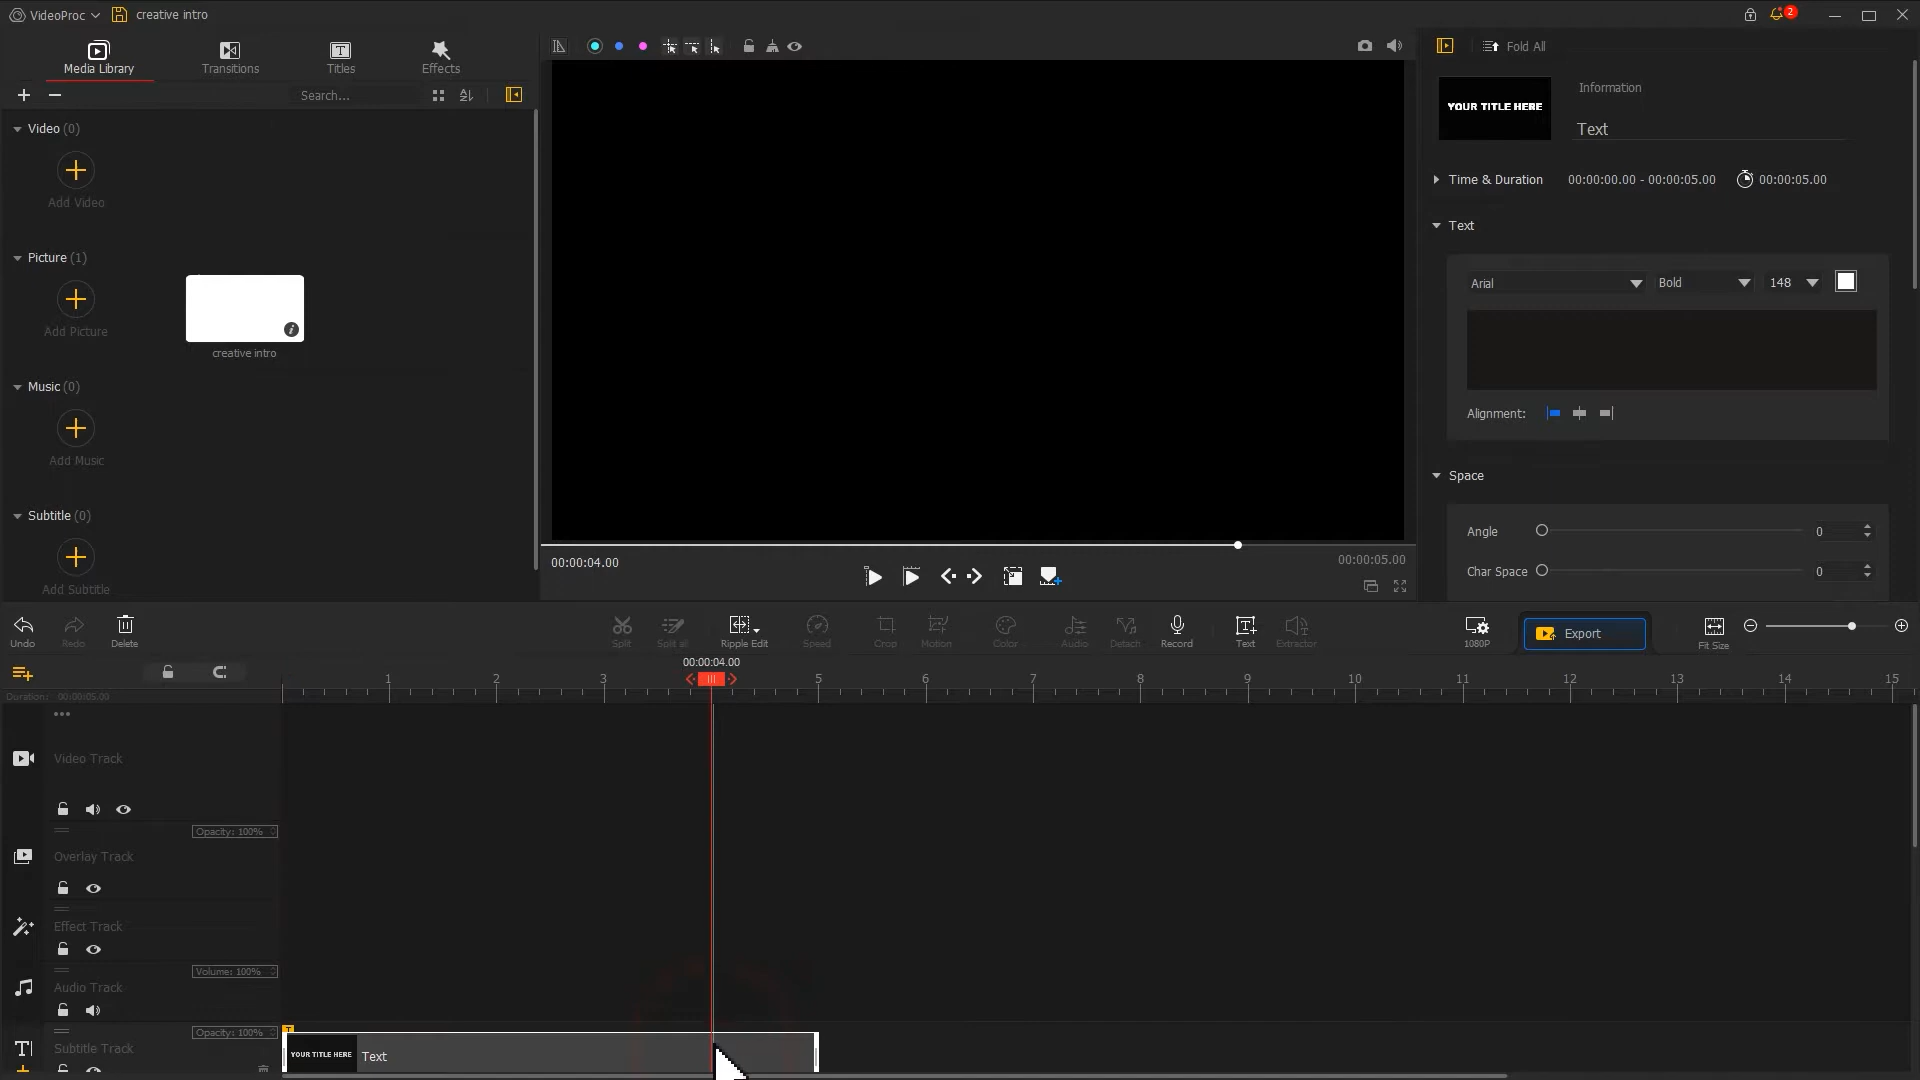 VideoProc
creative intro
2
Media Library
Transitions
Titles
Effects
Search...
Fold All
YOUR TITLE HERE
Information
Text
Video (0)
Add Video
Time & Duration
00:00:00.00 - 00:00:05.00
00:00:05.00
Text
Picture (1)
Add Picture
creative intro
Arial
Bold
148
Music (0)
Add Music
Alignment:
Space
Subtitle (0)
Add Subtitle
Angle
0
Char Space
0
00:00:04.00
00:00:05.00
Undo
Redo
Delete
Split
Split all
Ripple Edit
Speed
Crop
Motion
Color
Audio
Detach
Record
Text
Extractor
1080P
Export
Fit Size
00:00:04.00
1
2
3
5
6
7
8
9
10
11
12
13
14
15
Duration: 00:00:05.00
Video Track
Opacity: 100%
Overlay Track
Effect Track
Volume: 100%
Audio Track
Opacity: 100%
Subtitle Track
YOUR TITLE HERE
Text